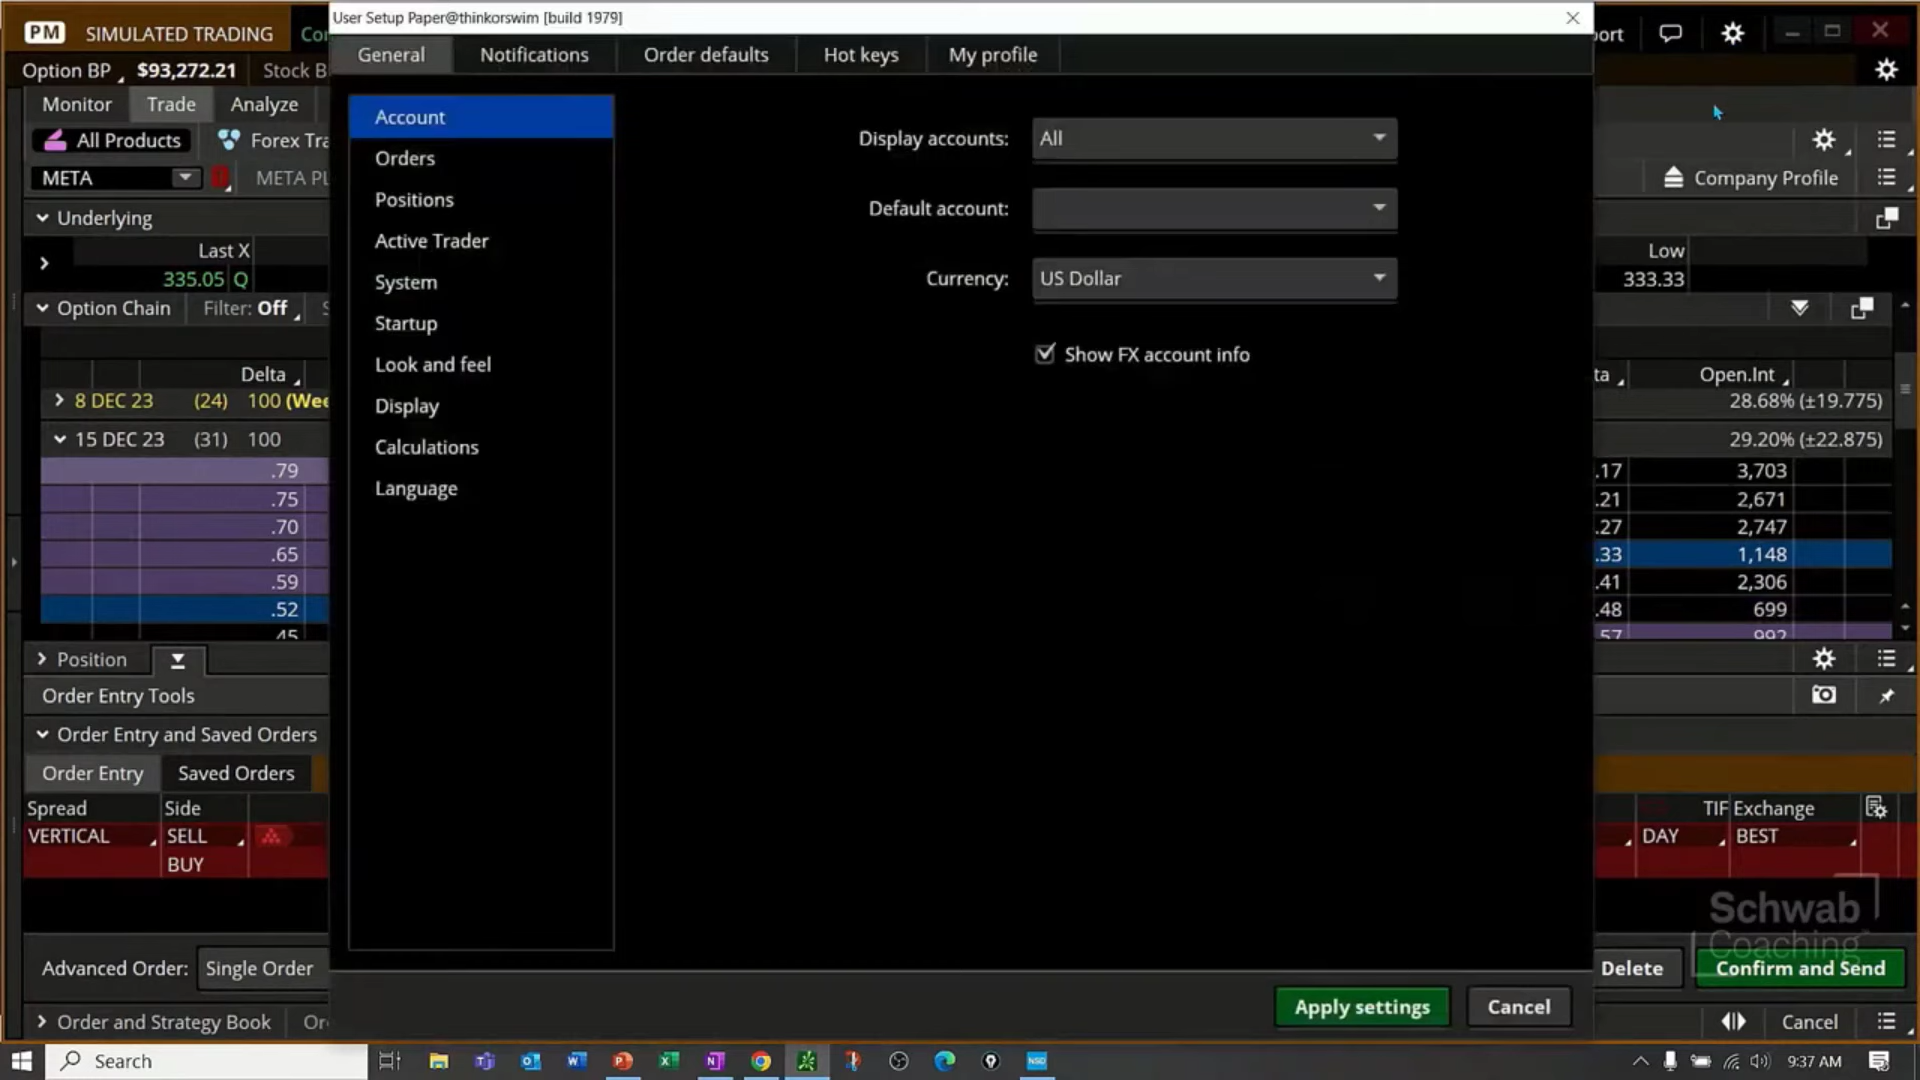 User Setup Paper@thinkorswim [build 1979]
PM SIMULATED TRADING
Option BP $93,272.21
General Notifications Order defaults Hot keys My profile
Monitor Trade Analyze
All Products
META
Underlying
Last X
335.05 Q
Option Chain Filter: Off
Delta
8 DEC 23 (24) 100
15 DEC 23 (31) 100
.79
.75
.70
.65
.59
.52
.45
Position
Order Entry Tools
Order Entry and Saved Orders
Order Entry Saved Orders
Spread Side
VERTICAL SELL
BUY
Advanced Order: Single Order
Order and Strategy Book
Account
Orders
Positions
Active Trader
System
Startup
Look and feel
Display
Calculations
Language
Display accounts: All
Default account:
Currency: US Dollar
Show FX account info
Apply settings Cancel
Company Profile
Low
333.33
Open.Int
28.68% (±19.775)
29.20% (±22.875)
.17 3,703
.21 2,671
.27 2,747
.33 1,148
.41 2,306
.48 699
.57 992
TIF Exchange
DAY BEST
Schwab
Coaching
Delete Confirm and Send
Cancel
Search
9:37 AM